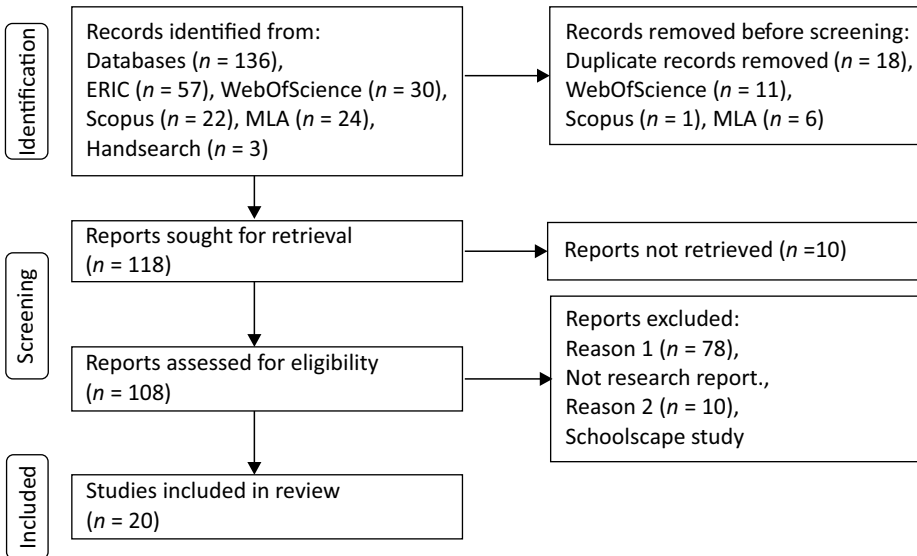 Identification
Records identified from:
Databases (n = 136),
ERIC (n = 57), WebOfScience (n = 30),
Scopus (n = 22), MLA (n = 24),
Handsearch (n = 3)
Records removed before screening:
Duplicate records removed (n = 18),
WebOfScience (n = 11),
Scopus (n = 1), MLA (n = 6)
Screening
Reports sought for retrieval
(n = 118)
Reports not retrieved (n =10)
Reports assessed for eligibility
(n = 108)
Reports excluded:
Reason 1 (n = 78),
Not research report.,
Reason 2 (n = 10),
Schoolscape study
Included
Studies included in review
(n = 20)